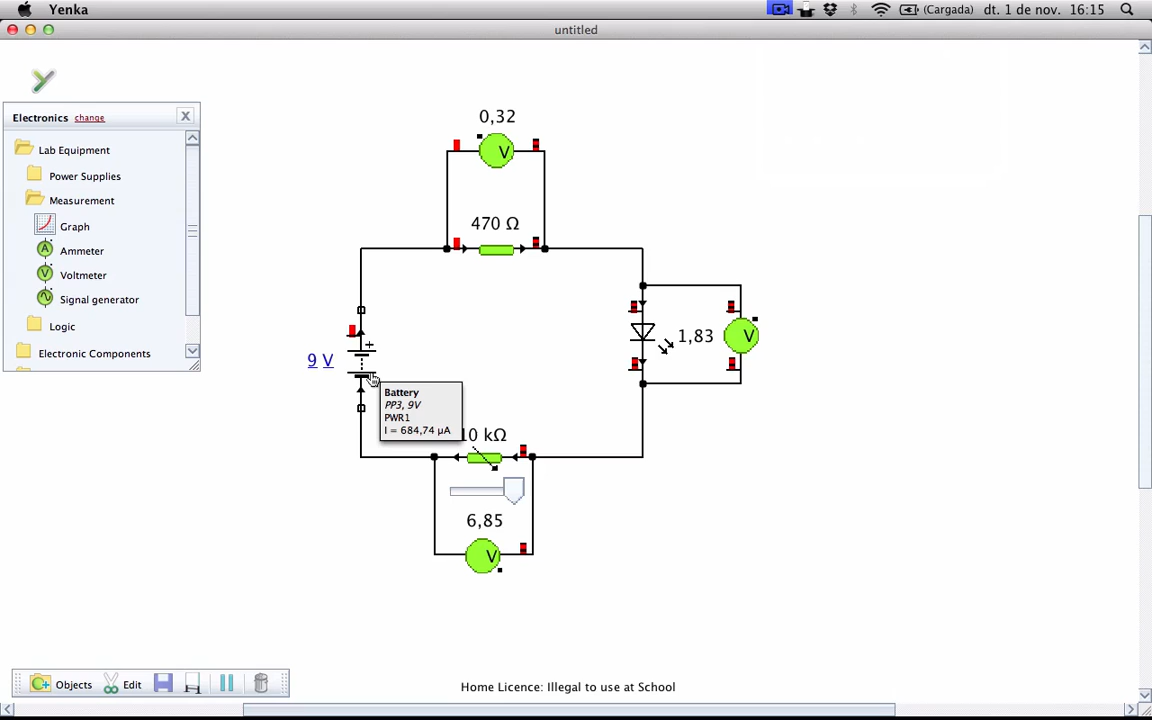 Yenka
(Cargada)
dt. 1 de nov. 16:15
untitled
Electronics change
Lab Equipment
Power Supplies
Measurement
Graph
Ammeter
Voltmeter
Signal generator
Logic
Electronic Components
0,32
V
470 Ω
+
9 V
Battery
PP3, 9V
PWR1
I = 684,74 µA
1,83
V
10 kΩ
6,85
V
Objects
Edit
Home Licence: Illegal to use at School